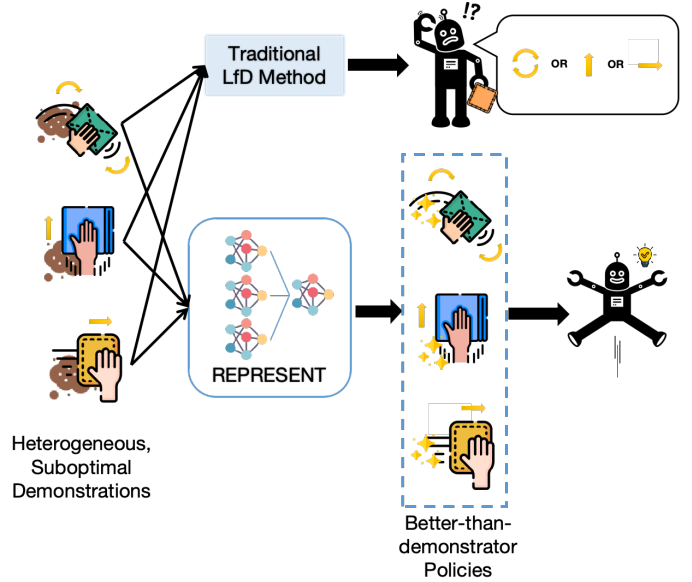 Traditional
LfD Method
!?
OR
OR
REPRESENT
Heterogeneous,
Suboptimal
Demonstrations
Better-than-
demonstrator
Policies